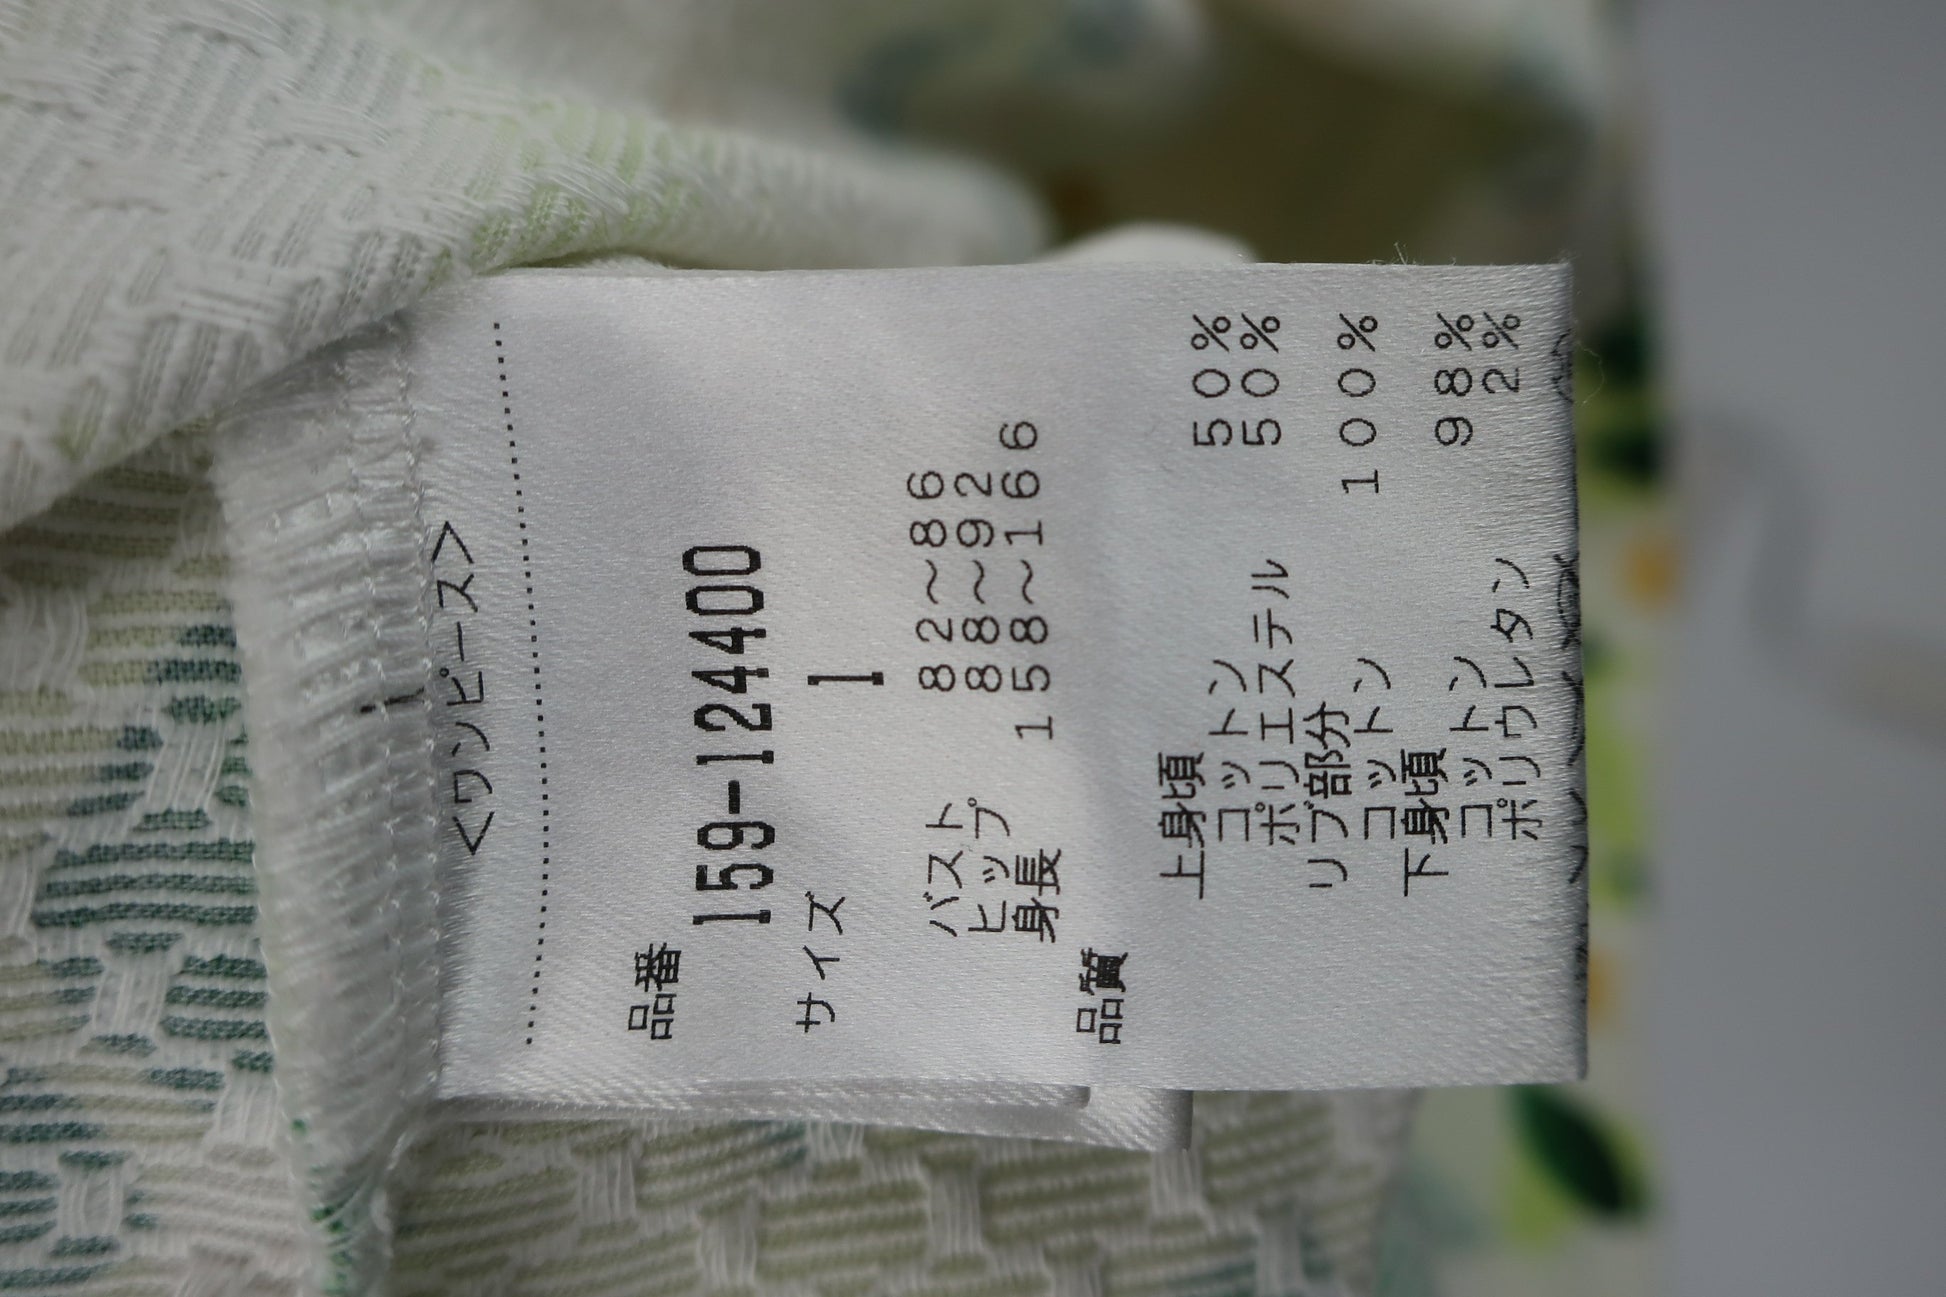 <ワンピース>
品番
159-124400
サイズ 1
バスト 82~86
ヒップ 88~92
身長 158~166
品質
上身頃
コットン 50%
ポリエステル 50%
リブ部分
コットン 100%
下身頃
コットン 98%
ポリウレタン 2%